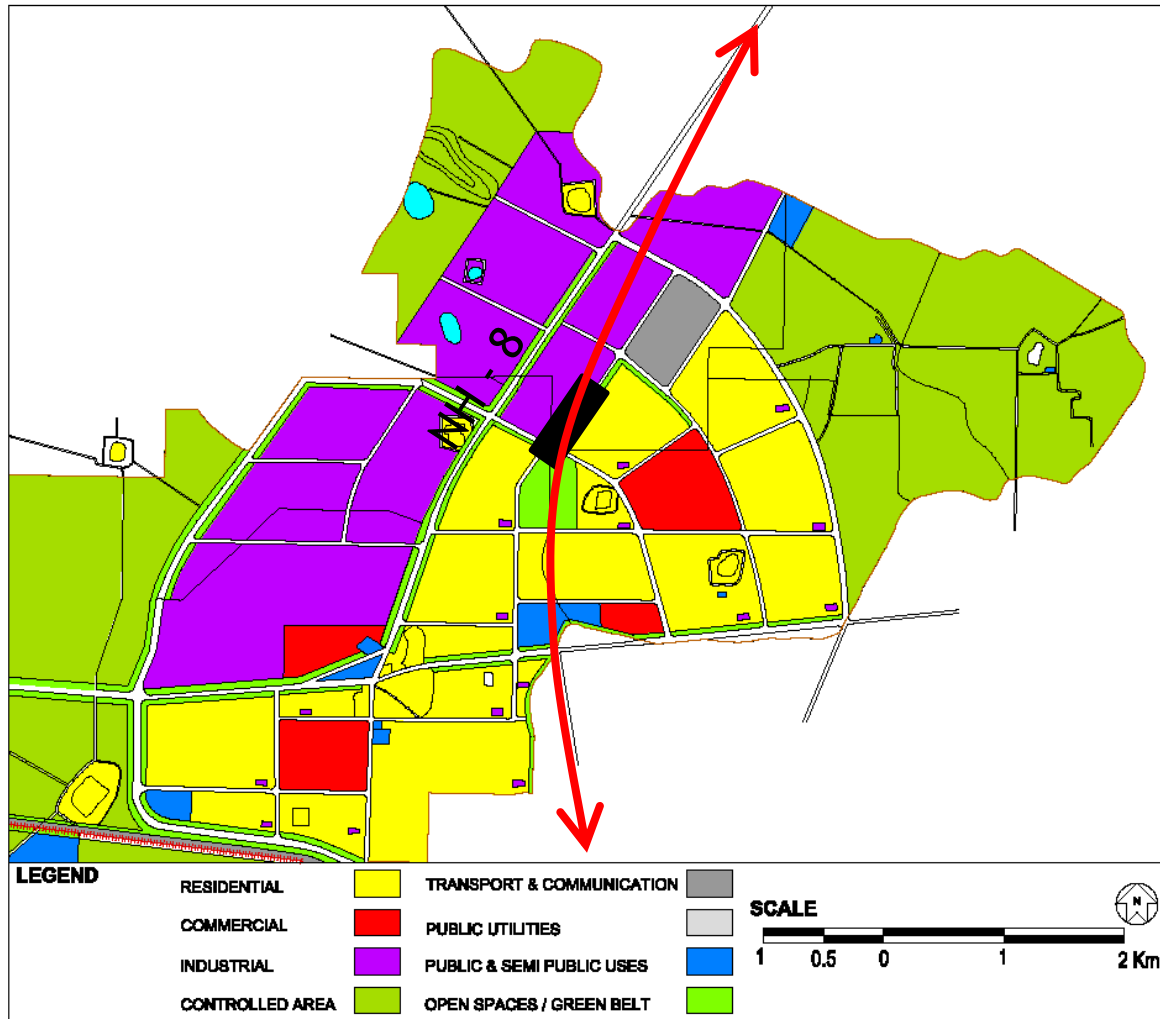 NH - 8
LEGEND
RESIDENTIAL
COMMERCIAL
INDUSTRIAL
CONTROLLED AREA
TRANSPORT & COMMUNICATION
PUBLIC UTILITIES
PUBLIC & SEMI PUBLIC USES
OPEN SPACES / GREEN BELT
SCALE
1 0.5 0 1 2 Km
N